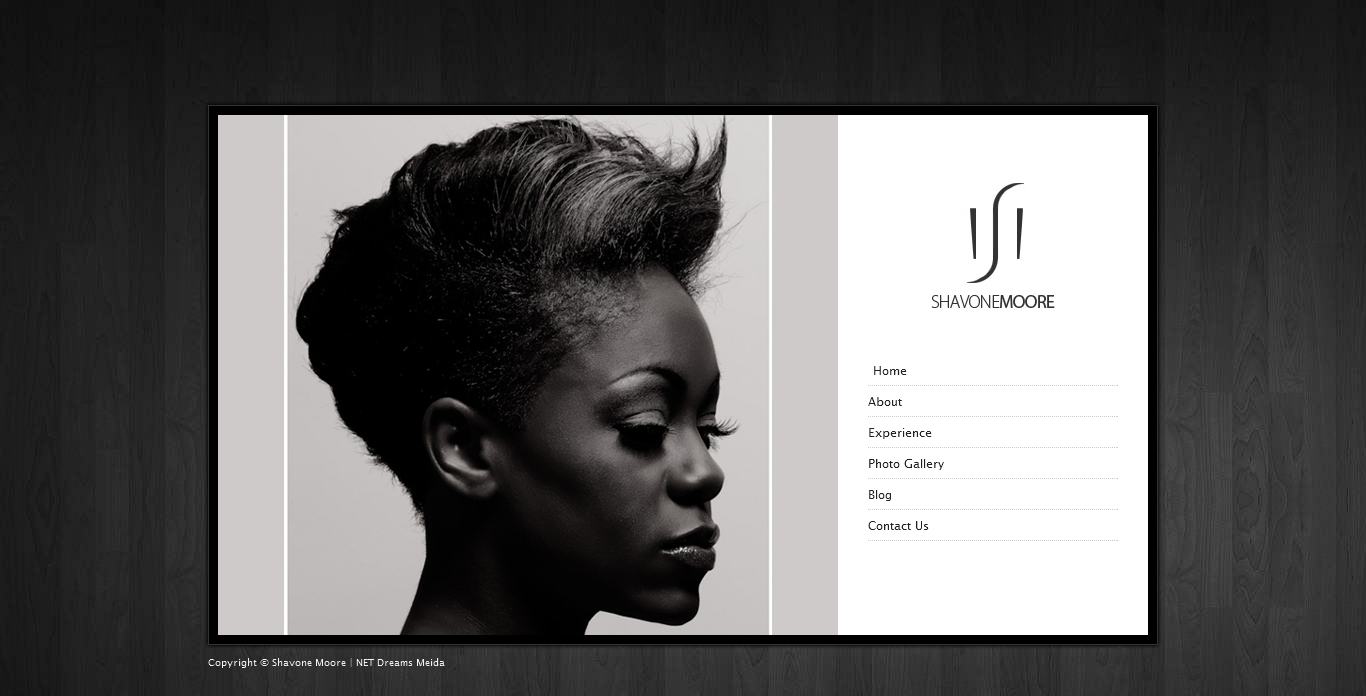 SHAVONEMOORE
Home
About
Experience
Photo Gallery
Blog
Contact Us
Copyright © Shavone Moore | NET Dreams Meida